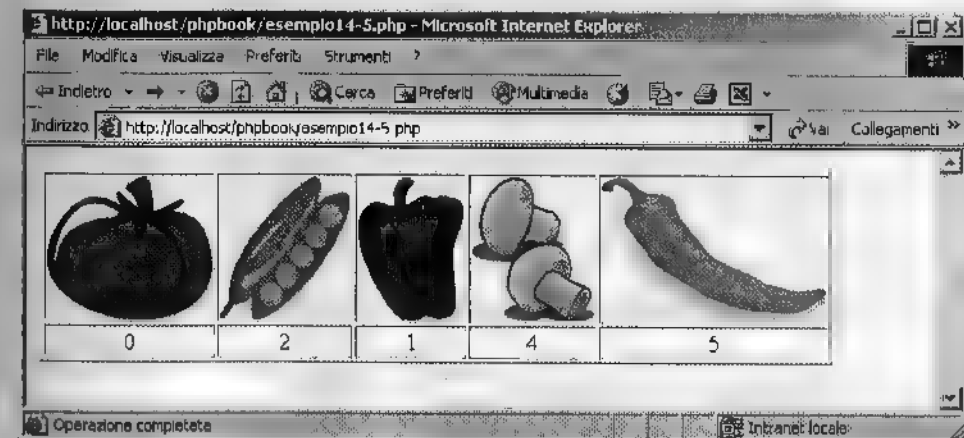 http://localhost/phpbook/esempio14-5.php - Microsoft Internet Explorer
File Modifica Visualizza Preferiti Strumenti ?
Indietro Cerca Preferiti Multimedia
Indirizzo http://localhost/phpbook/esempio14-5.php Vai Collegamenti »
0 2 1 4 5
Operazione completata Intranet locale